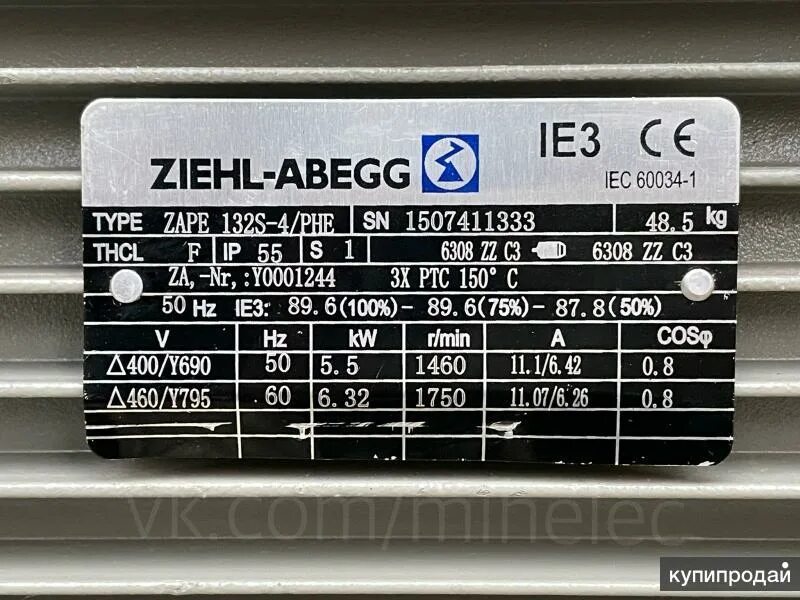 ZIEHL-ABEGG IE3 CE
IEC 60034-1
TYPE ZAPE 132S-4/PHE SN 1507411333 48.5 kg
THCL F IP 55 S 1 6308 ZZ C3 6308 ZZ C3
ZA,-Nr,:Y0001244 3X PTC 150° C
50 Hz IE3: 89.6(100%)- 89.6(75%)- 87.8(50%)
V Hz kW r/min A COSφ
△400/Y690 50 5.5 1460 11.1/6.42 0.8
△460/Y795 60 6.32 1750 11.07/6.26 0.8
vk.com/minelec
купипродай